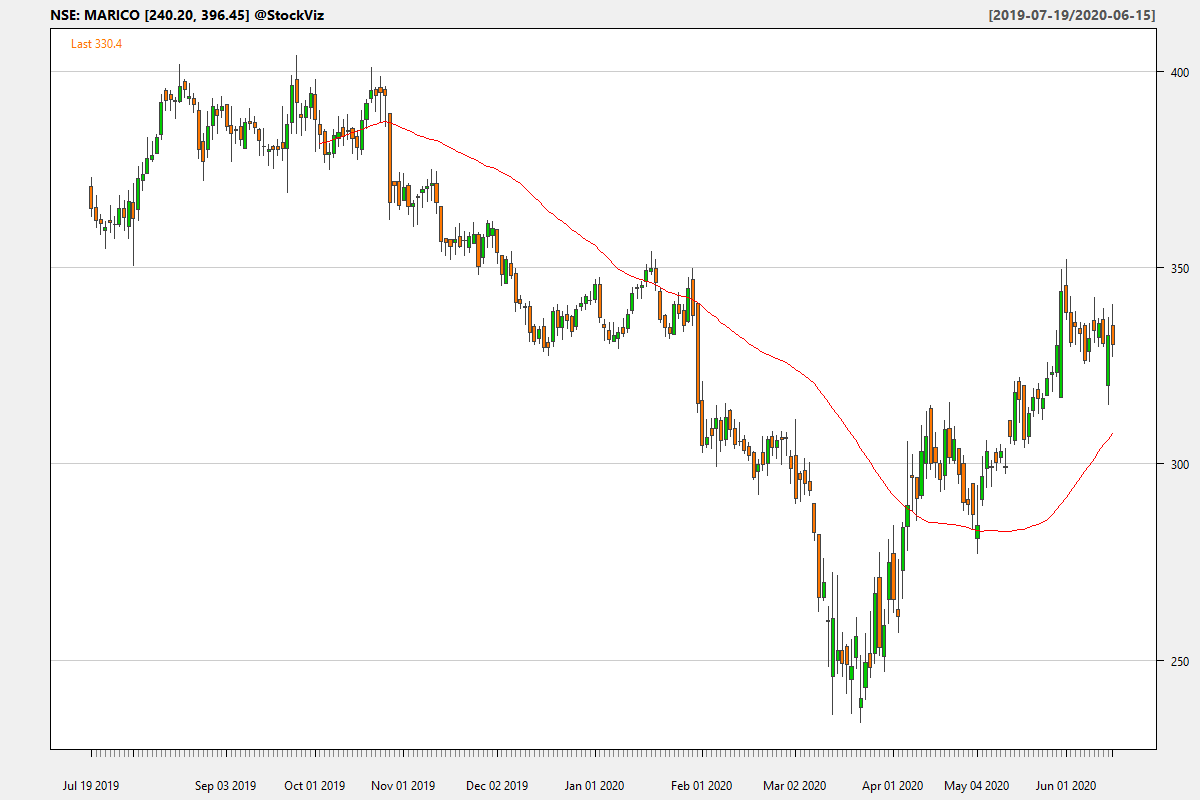 NSE: MARICO [240.20, 396.45] @StockViz [2019-07-19/2020-06-15]
Last 330.4
400
350
300
250
Jul 19 2019 Sep 03 2019 Oct 01 2019 Nov 01 2019 Dec 02 2019 Jan 01 2020 Feb 01 2020 Mar 02 2020 Apr 01 2020 May 04 2020 Jun 01 2020